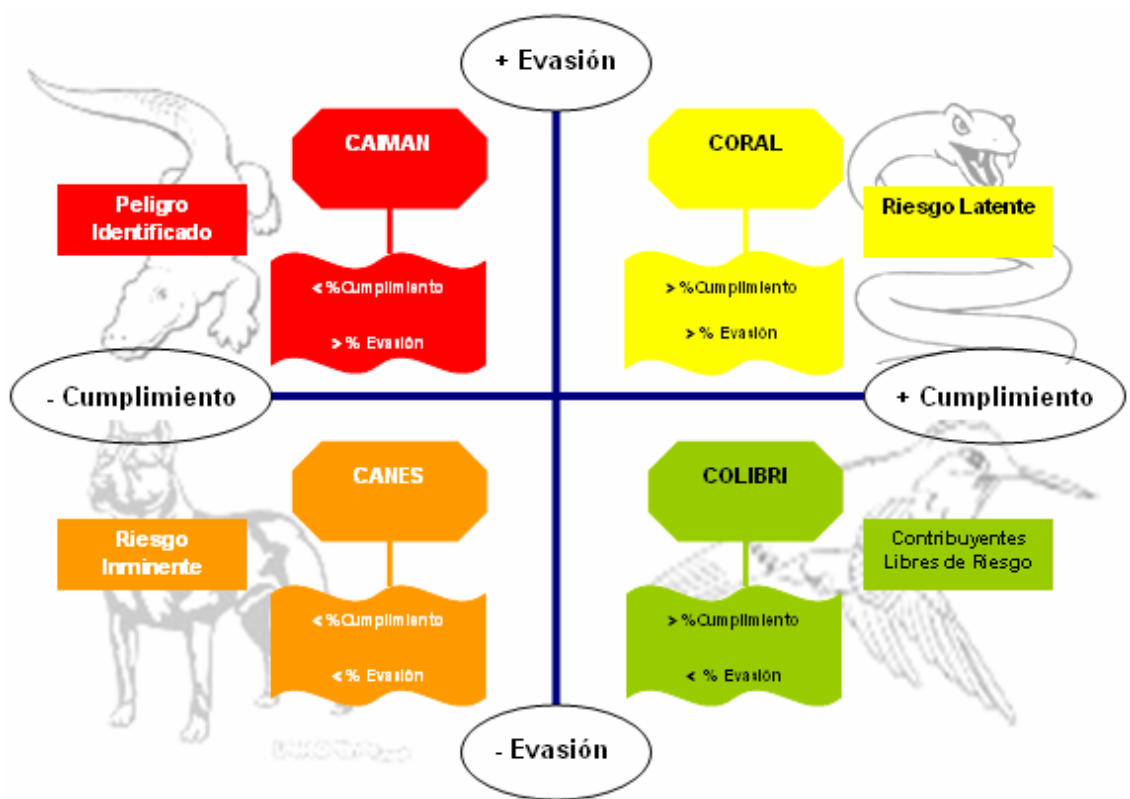 + Evasión
CAIMAN
CORAL
Peligro
Identificado
Riesgo Latente
< %Cumplimiento
> % Evasión
> %Cumplimiento
> % Evasión
- Cumplimiento
+ Cumplimiento
CANES
COLIBRI
Riesgo
Inminente
Contribuyentes
Libres de Riesgo
< %Cumplimiento
< % Evasión
> %Cumplimiento
< % Evasión
- Evasión